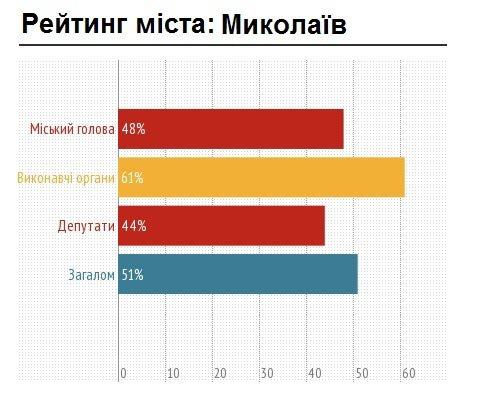 Рейтинг міста: Миколаїв
Міський голова 48%
Виконавчі органи 61%
Депутати 44%
Загалом 51%
0 10 20 30 40 50 60